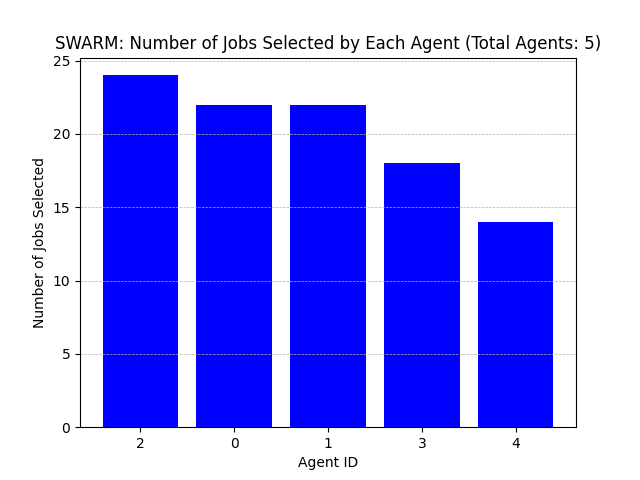 SWARM: Number of Jobs Selected by Each Agent (Total Agents: 5)
25
20
15
10
5
0
Number of Jobs Selected
2 0 1 3 4
Agent ID